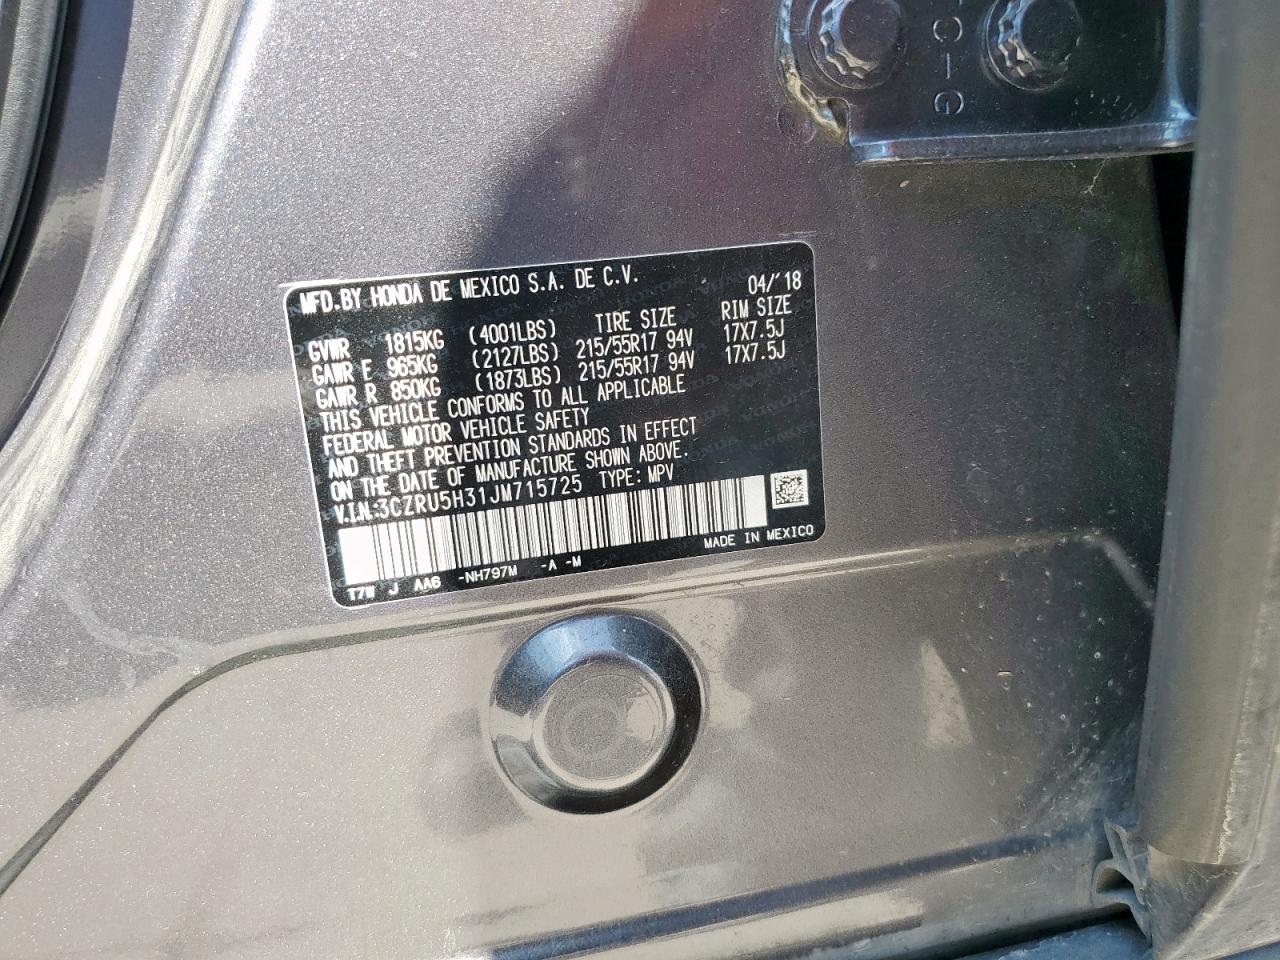 MFD. BY HONDA DE MEXICO S.A. DE C.V. 04/'18
GVWR 1815KG (4001LBS) TIRE SIZE RIM SIZE
GAWR F 965KG (2127LBS) 215/55R17 94V 17X7.5J
GAWR R 850KG (1873LBS) 215/55R17 94V 17X7.5J
THIS VEHICLE CONFORMS TO ALL APPLICABLE
FEDERAL MOTOR VEHICLE SAFETY
AND THEFT PREVENTION STANDARDS IN EFFECT
ON THE DATE OF MANUFACTURE SHOWN ABOVE.
V.I.N.:3CZRU5H31JM715725 TYPE: MPV
T7W J AA6 -NH797M -A -M MADE IN MEXICO